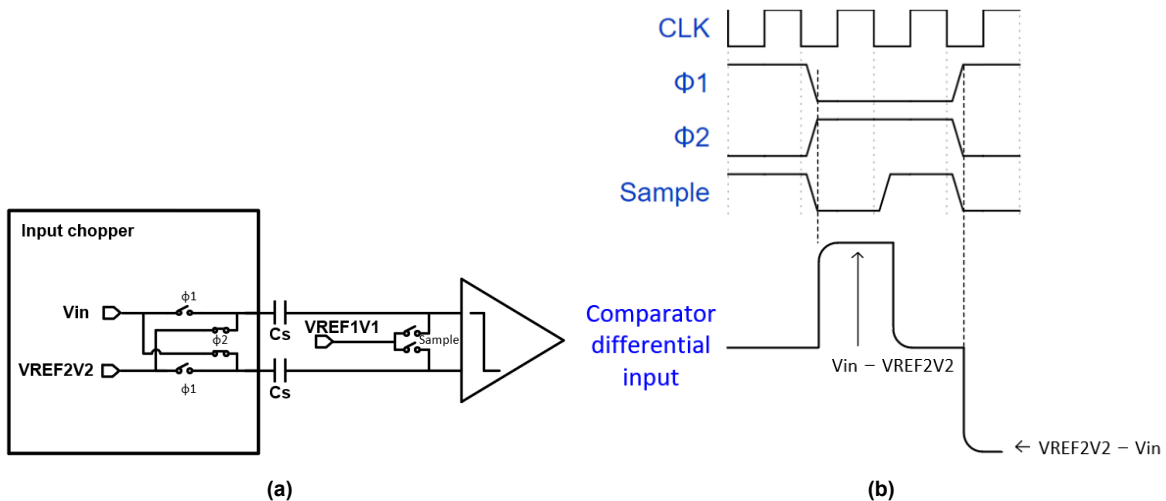 Input chopper
Vin
ϕ1
ϕ2
VREF2V2
ϕ1
Cs
Cs
VREF1V1
Sample
(a)
CLK
Φ1
Φ2
Sample
Comparator
differential
input
Vin − VREF2V2
← VREF2V2 − Vin
(b)